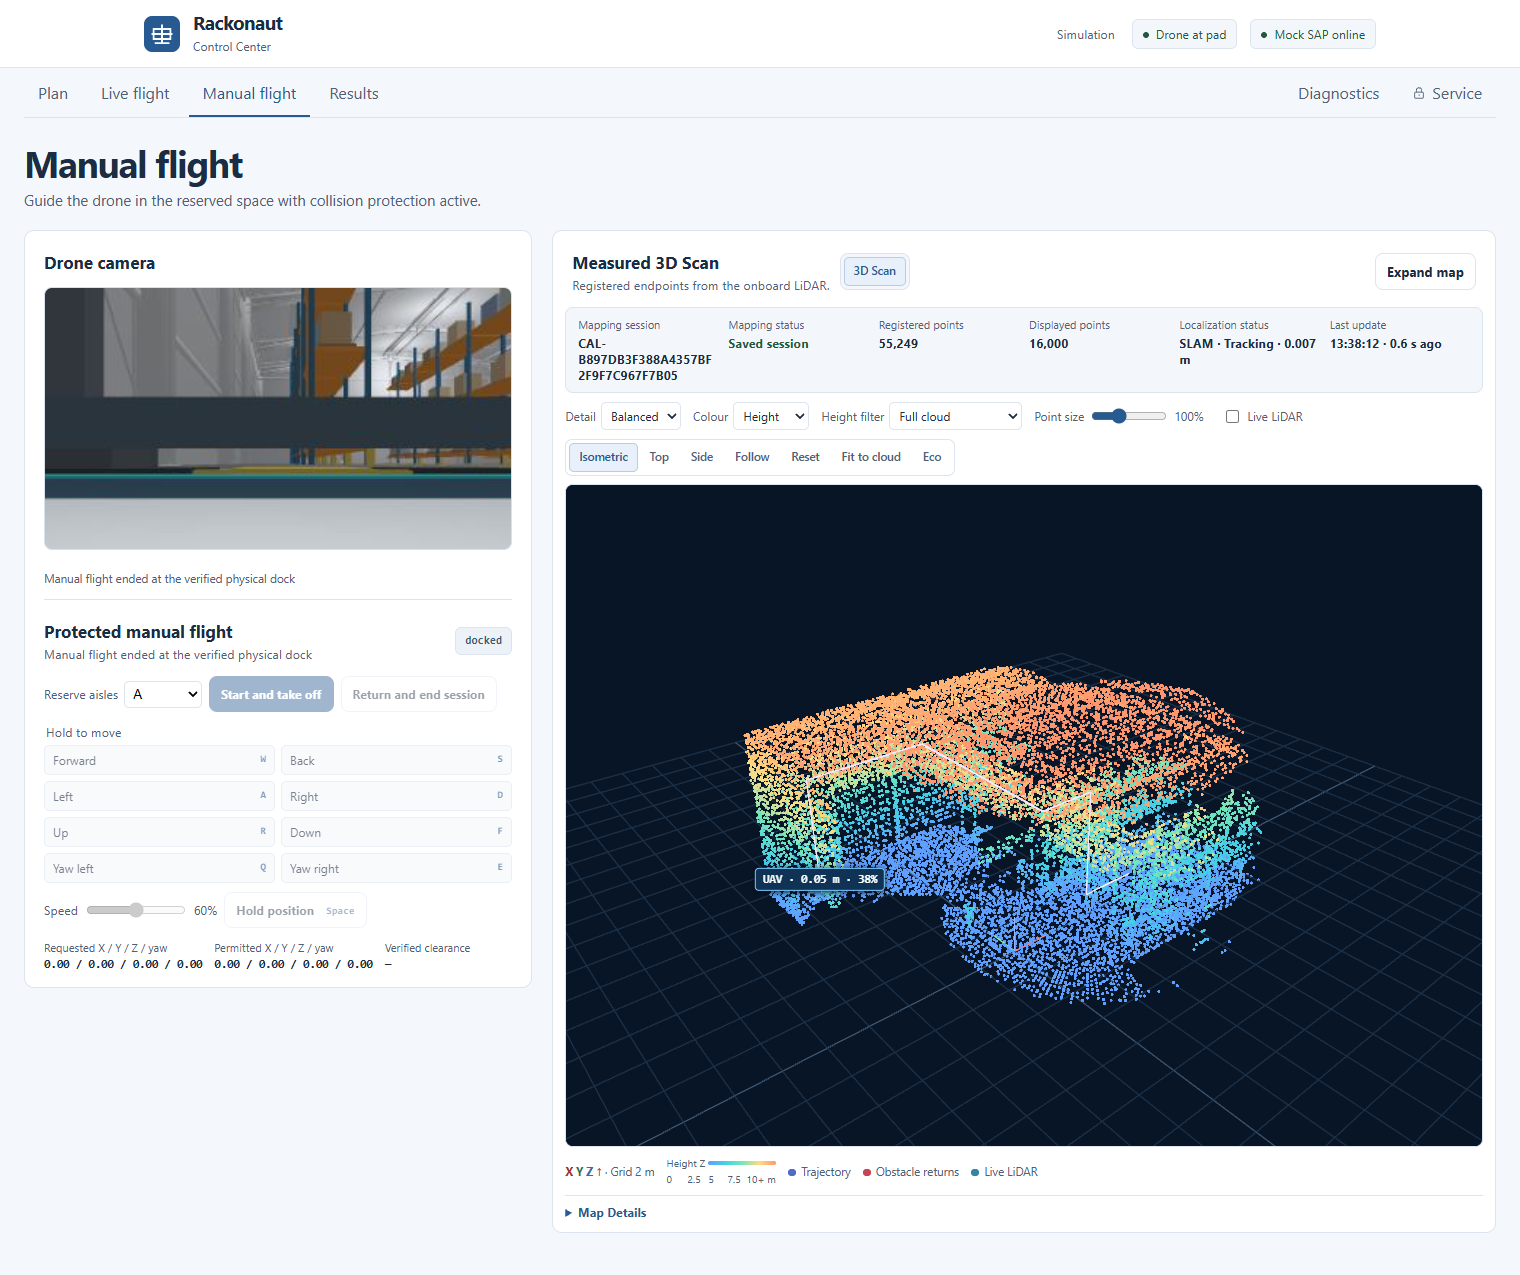 Rackonaut
Control Center
Simulation
Drone at pad
Mock SAP online
Plan
Live flight
Manual flight
Results
Diagnostics
Service
Manual flight
Guide the drone in the reserved space with collision protection active.
Drone camera
Manual flight ended at the verified physical dock
Protected manual flight
Manual flight ended at the verified physical dock
docked
Reserve aisles
A
Start and take off
Return and end session
Hold to move
Forward W
Back S
Left A
Right D
Up R
Down F
Yaw left Q
Yaw right E
Speed
60%
Hold position Space
Requested X / Y / Z / yaw
0.00 / 0.00 / 0.00 / 0.00
Permitted X / Y / Z / yaw
0.00 / 0.00 / 0.00 / 0.00
Verified clearance
–
Measured 3D Scan
Registered endpoints from the onboard LiDAR.
3D Scan
Expand map
Mapping session
CAL-
B897DB3F388A4357BF
2F9F7C967F7B05
Mapping status
Saved session
Registered points
55,249
Displayed points
16,000
Localization status
SLAM · Tracking · 0.007
m
Last update
13:38:12 · 0.6 s ago
Detail
Balanced
Colour
Height
Height filter
Full cloud
Point size
100%
Live LiDAR
Isometric
Top
Side
Follow
Reset
Fit to cloud
Eco
UAV · 0.05 m · 38%
X Y Z ↑ · Grid 2 m
Height Z
0 2.5 5 7.5 10+ m
Trajectory
Obstacle returns
Live LiDAR
Map Details